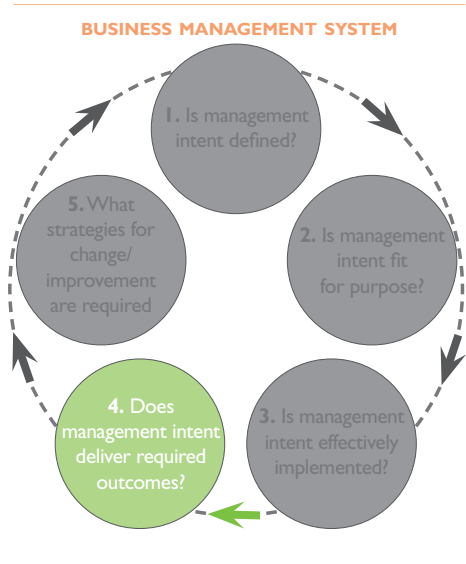 BUSINESS MANAGEMENT SYSTEM
1. Is management
intent defined?
2. Is management
intent fit
for purpose?
3. Is management
intent effectively
implemented?
4. Does
management intent
deliver required
outcomes?
5. What
strategies for
change/
improvement
are required